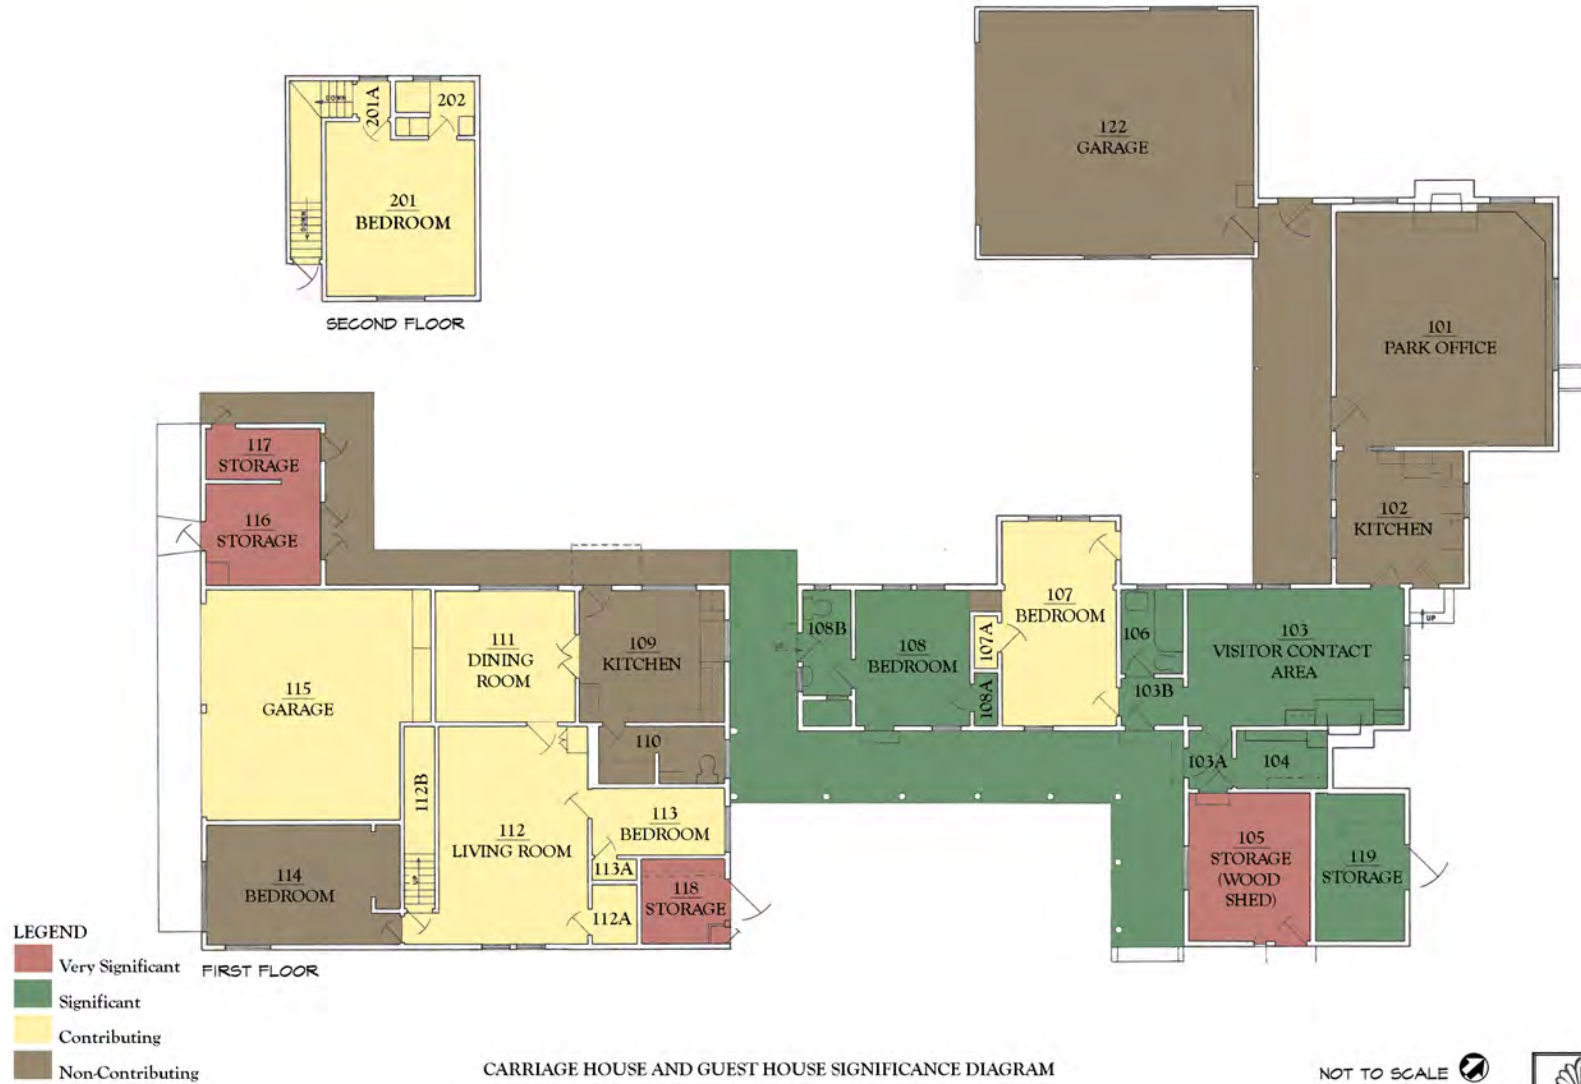 DOWN
201A
202
DOWN
201
BEDROOM
SECOND FLOOR
122
GARAGE
101
PARK OFFICE
102
KITCHEN
117
STORAGE
116
STORAGE
115
GARAGE
111
DINING
ROOM
109
KITCHEN
110
112B
UP
112
LIVING ROOM
113
BEDROOM
113A
112A
118
STORAGE
114
BEDROOM
108B
108
BEDROOM
107A
108A
107
BEDROOM
106
103B
103
VISITOR CONTACT
AREA
UP
103A
104
105
STORAGE
(WOOD
SHED)
119
STORAGE
LEGEND
Very Significant
Significant
Contributing
Non-Contributing
FIRST FLOOR
CARRIAGE HOUSE AND GUEST HOUSE SIGNIFICANCE DIAGRAM
NOT TO SCALE